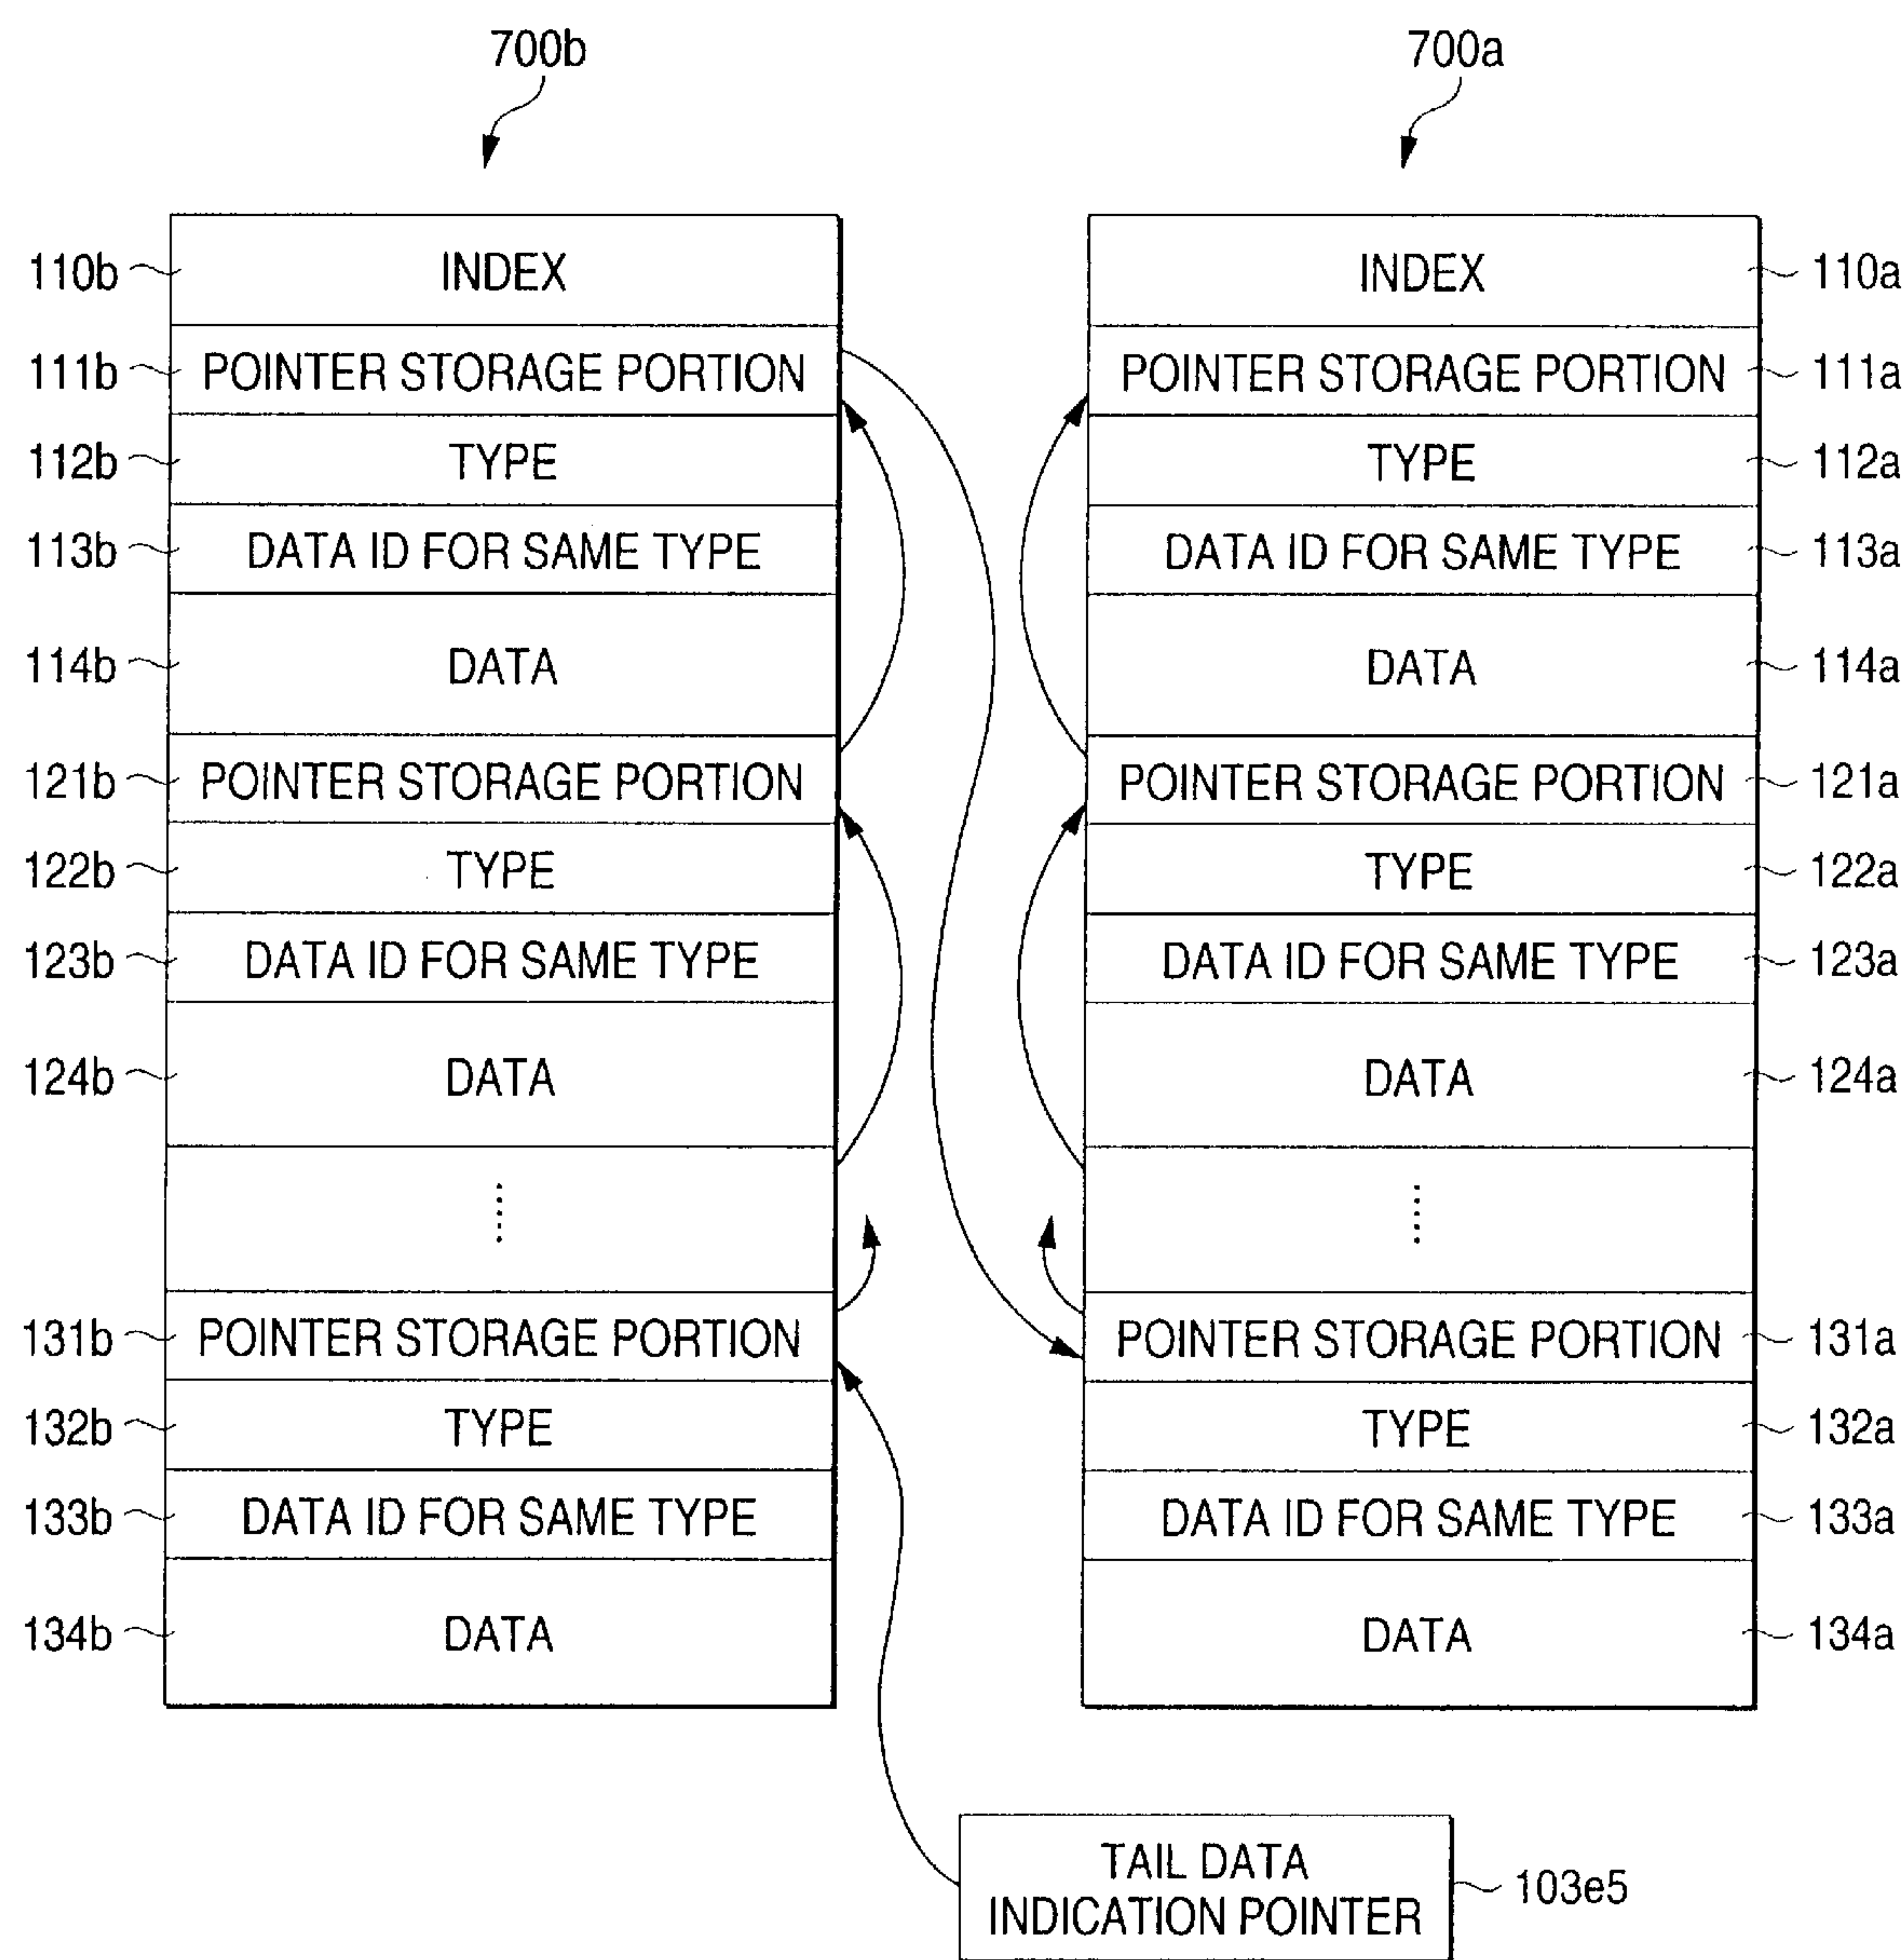 700b
700a
110b
INDEX
111b
POINTER STORAGE PORTION
112b
TYPE
113b
DATA ID FOR SAME TYPE
114b
DATA
121b
POINTER STORAGE PORTION
122b
TYPE
123b
DATA ID FOR SAME TYPE
124b
DATA
131b
POINTER STORAGE PORTION
132b
TYPE
133b
DATA ID FOR SAME TYPE
134b
DATA
INDEX
110a
POINTER STORAGE PORTION
111a
TYPE
112a
DATA ID FOR SAME TYPE
113a
DATA
114a
POINTER STORAGE PORTION
121a
TYPE
122a
DATA ID FOR SAME TYPE
123a
DATA
124a
POINTER STORAGE PORTION
131a
TYPE
132a
DATA ID FOR SAME TYPE
133a
DATA
134a
TAIL DATA
INDICATION POINTER
103e5